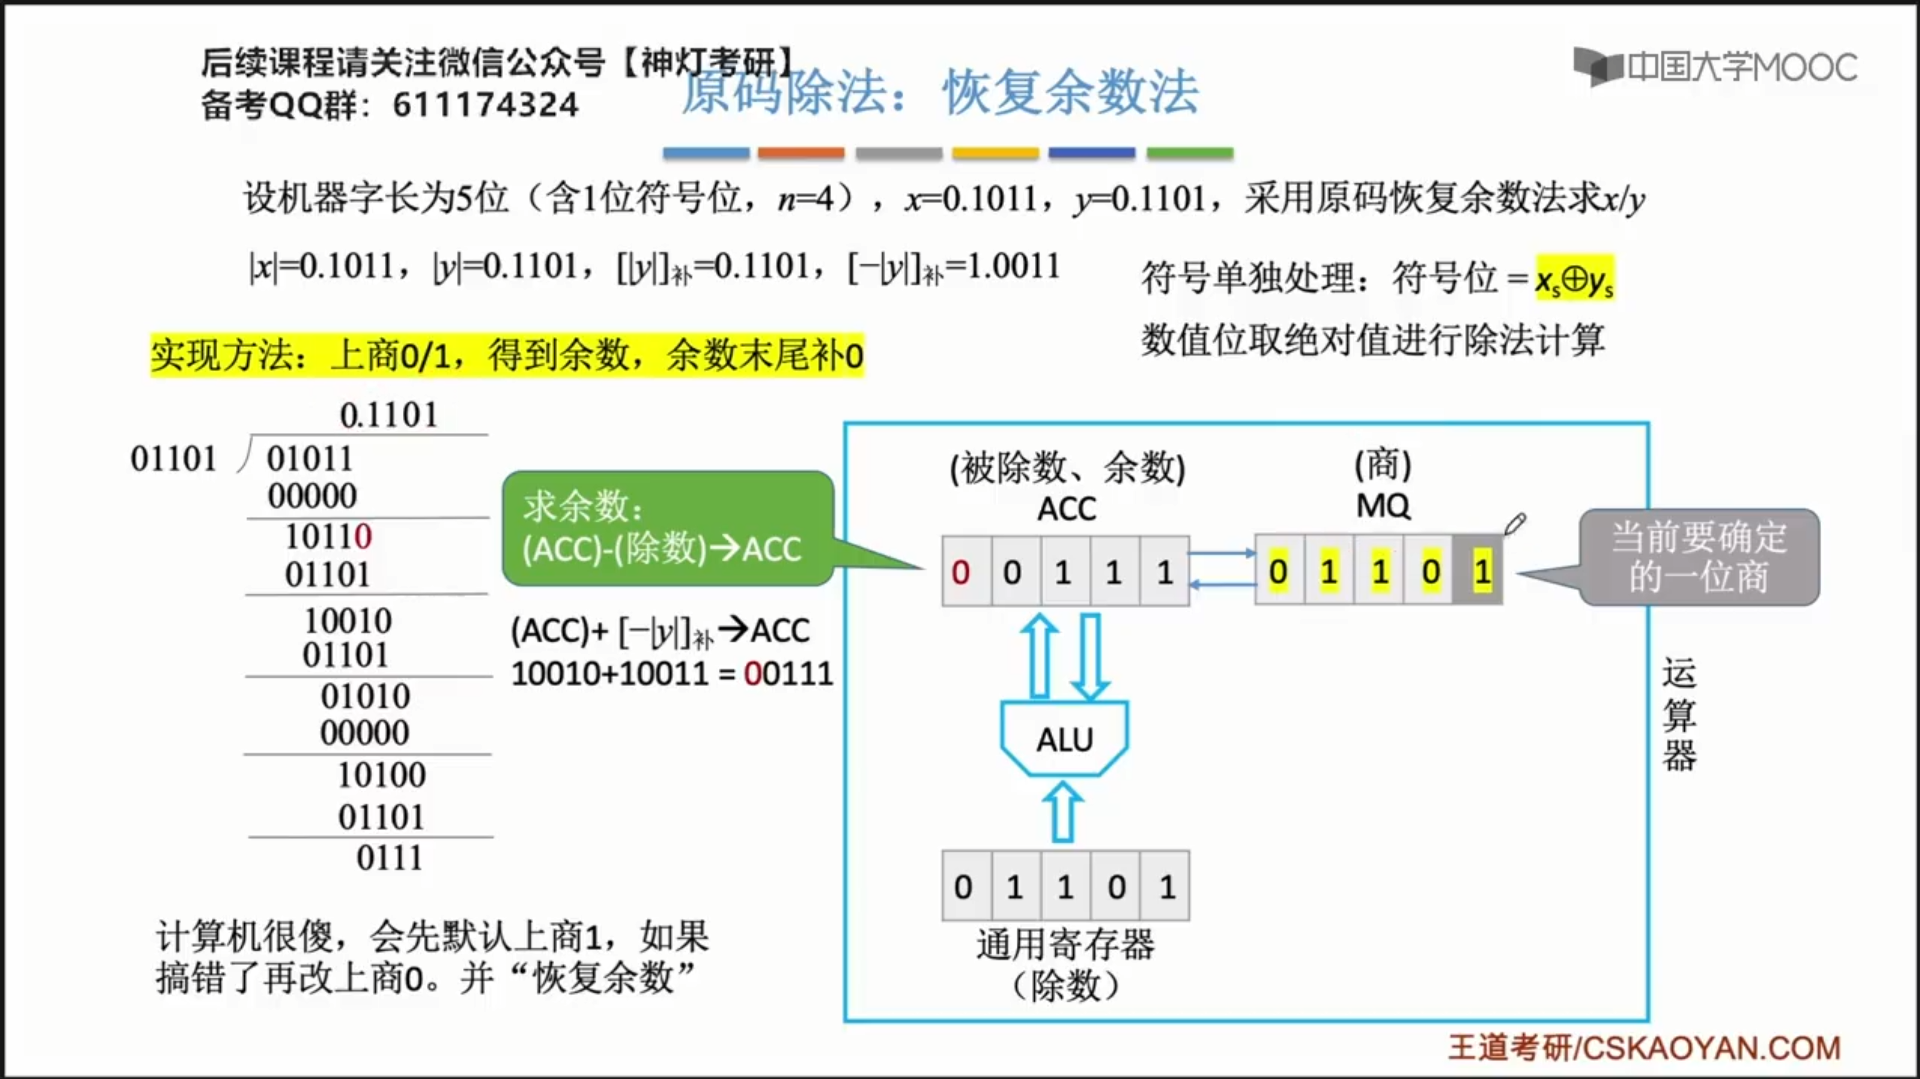 后续课程请关注微信公众号【神灯考研】
备考QQ群：611174324
中国大学MOOC
原码除法：恢复余数法
设机器字长为5位（含1位符号位，n=4），x=0.1011，y=0.1101，采用原码恢复余数法求x/y
|x|=0.1011，|y|=0.1101，[|y|]补=0.1101，[−|y|]补=1.0011
符号单独处理：符号位 = xs⊕ys
数值位取绝对值进行除法计算
实现方法：上商0/1，得到余数，余数末尾补0
0.1101
01101
01011
00000
10110
01101
10010
01101
01010
00000
10100
01101
0111
求余数：
(ACC)-(除数)→ACC
(ACC)+ [−|y|]补→ACC
10010+10011 = 00111
(被除数、余数)
ACC
(商)
MQ
0 0 1 1 1
0 1 1 0 1
当前要确定
的一位商
ALU
0 1 1 0 1
通用寄存器
（除数）
运
算
器
计算机很傻，会先默认上商1，如果
搞错了再改上商0。并“恢复余数”
王道考研/CSKAOYAN.COM